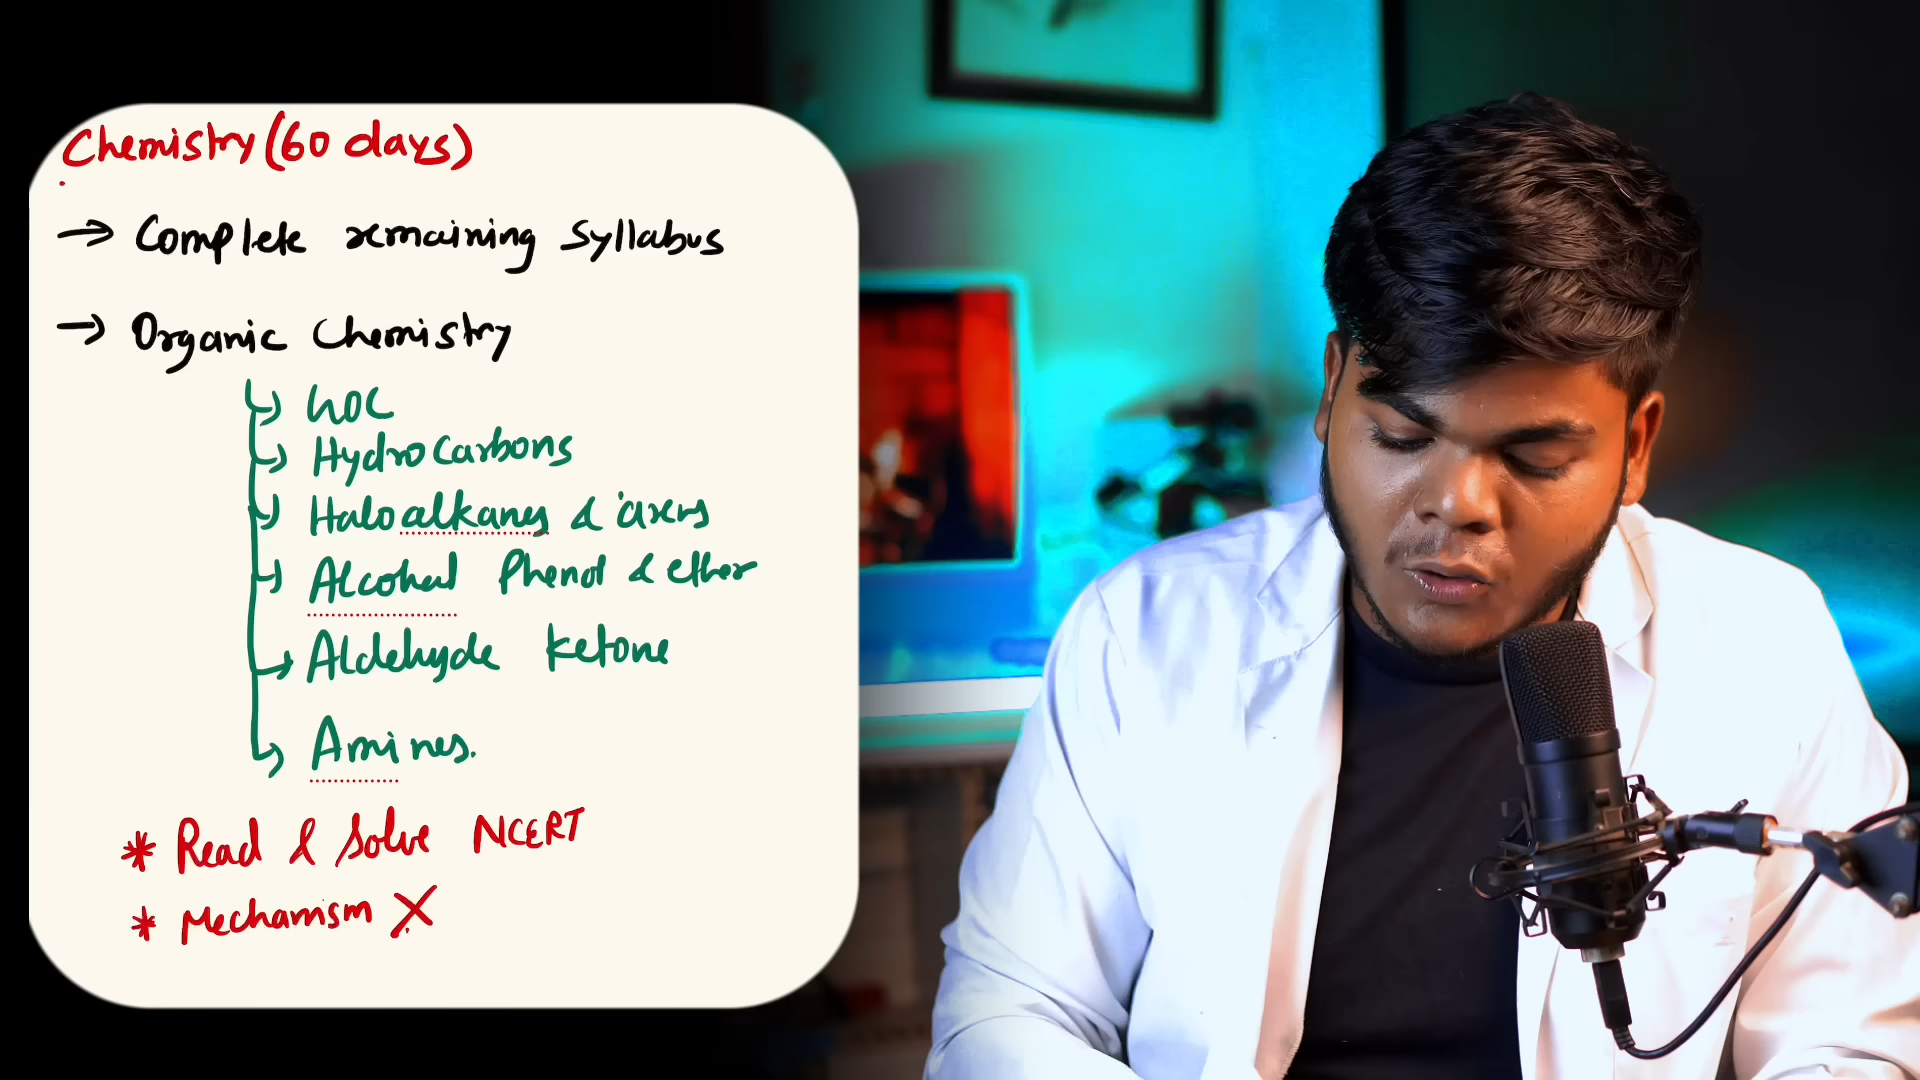 Chemistry (60 days)
→ Complete remaining syllabus
→ Organic Chemistry
GOC
Hydrocarbons
Haloalkanes &
Alcohol Phenol & ether
Aldehyde ketone
Amines.
* Read & Solve NCERT
* Mechanism X